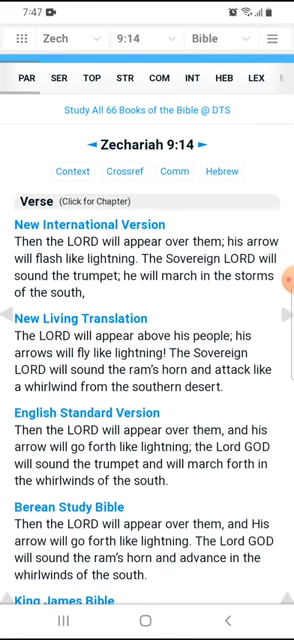 7:47
Zech 9:14 Bible
PAR SER TOP STR COM INT HEB LEX
Study All 66 Books of the Bible @ DTS
◄ Zechariah 9:14 ►
Context Crossref Comm Hebrew
Verse (Click for Chapter)
New International Version
Then the LORD will appear over them; his arrow
will flash like lightning. The Sovereign LORD will
sound the trumpet; he will march in the storms
of the south,
New Living Translation
The LORD will appear above his people; his
arrows will fly like lightning! The Sovereign
LORD will sound the ram's horn and attack like
a whirlwind from the southern desert.
English Standard Version
Then the LORD will appear over them, and his
arrow will go forth like lightning; the Lord GOD
will sound the trumpet and will march forth in
the whirlwinds of the south.
Berean Study Bible
Then the LORD will appear over them, and His
arrow will go forth like lightning. The Lord GOD
will sound the ram's horn and advance in the
whirlwinds of the south.
King James Bible